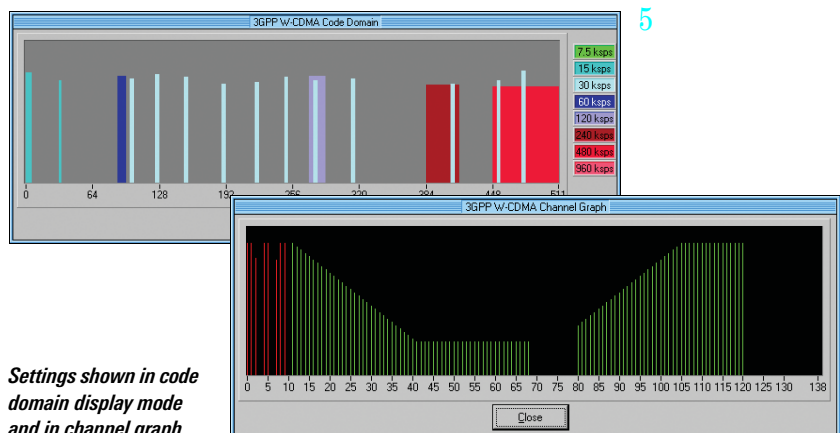 3GPP W-CDMA Code Domain
5
7.5 ksps
15 ksps
30 ksps
60 ksps
120 ksps
240 ksps
480 ksps
960 ksps
0 64 128 192 256 320 384 448 511
3GPP W-CDMA Channel Graph
0 5 10 15 20 25 30 35 40 45 50 55 60 65 70 75 80 85 90 95 100 105 110 115 120 125 130 138
Close
Settings shown in code
domain display mode
and in channel graph